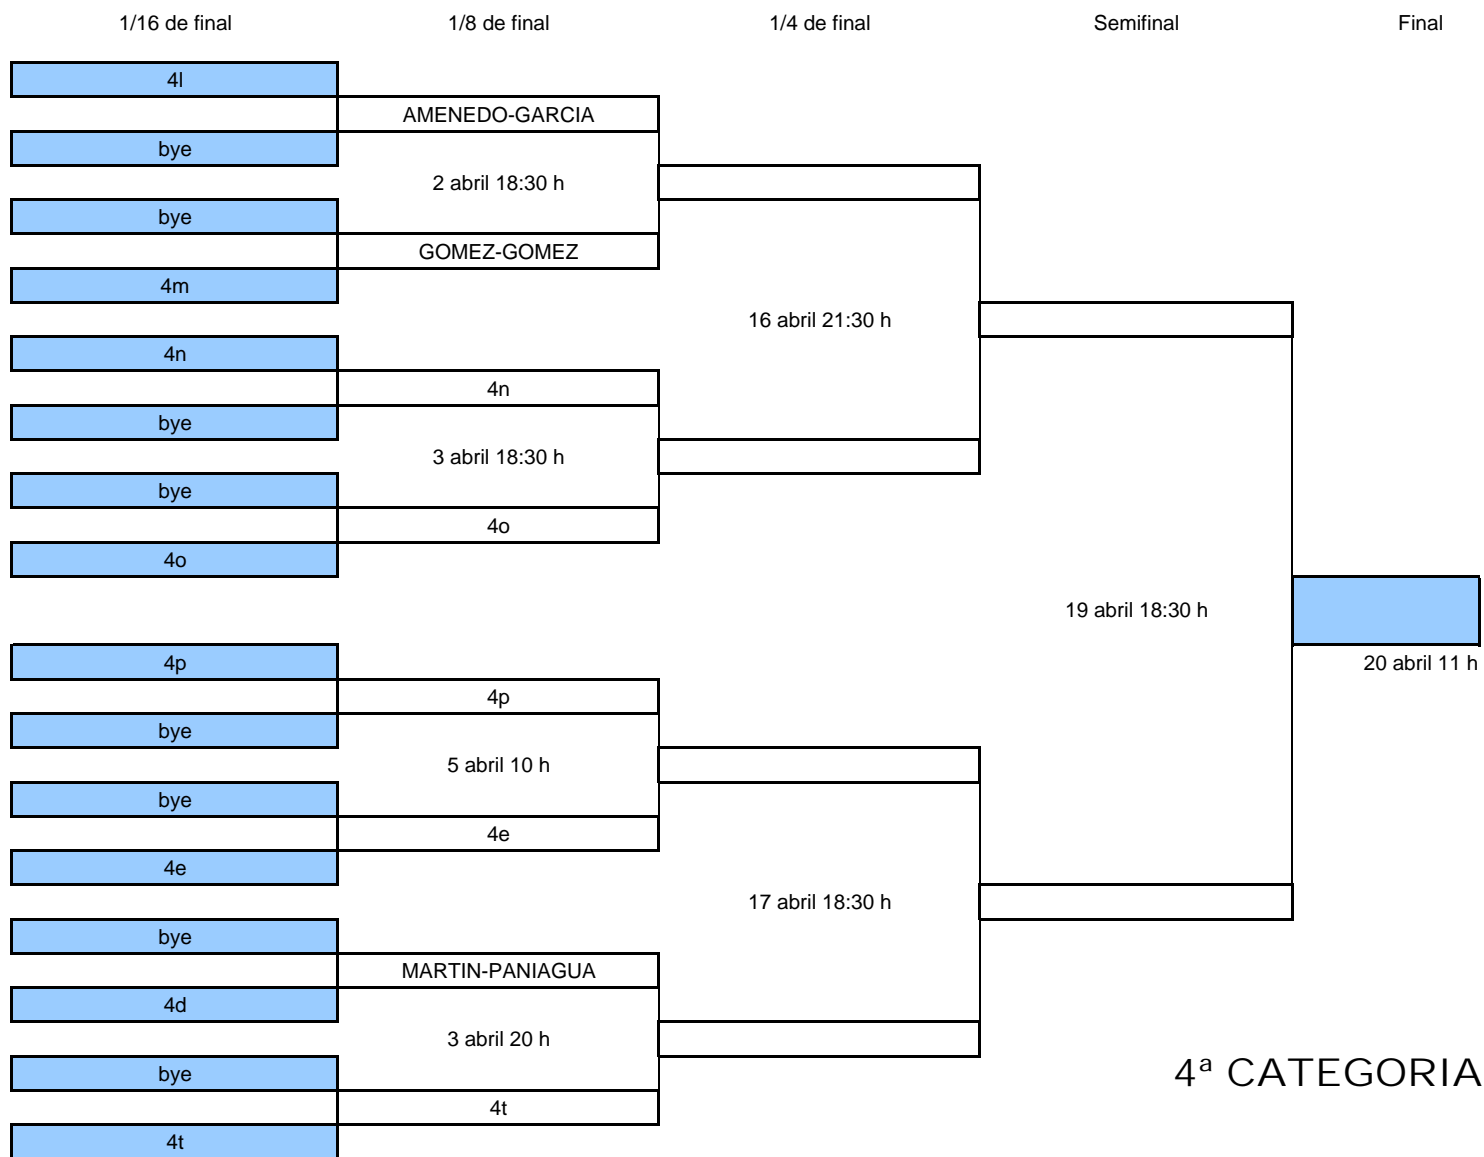 1/16 de final
1/8 de final
1/4 de final
Semifinal
Final
4l
AMENEDO-GARCIA
bye
2 abril 18:30 h
bye
GOMEZ-GOMEZ
4m
16 abril 21:30 h
4n
4n
bye
3 abril 18:30 h
bye
4o
4o
19 abril 18:30 h
4p
20 abril 11 h
4p
bye
5 abril 10 h
bye
4e
4e
17 abril 18:30 h
bye
MARTIN-PANIAGUA
4d
3 abril 20 h
bye
4ª CATEGORIA
4t
4t